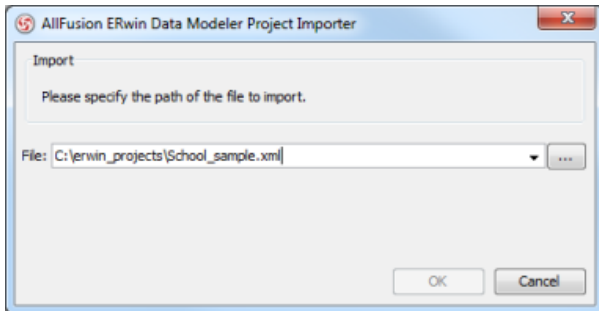 AllFusion ERwin Data Modeler Project Importer
Import
Please specify the path of the file to import.
File: C:\erwin_projects\School_sample.xml ...
OK Cancel